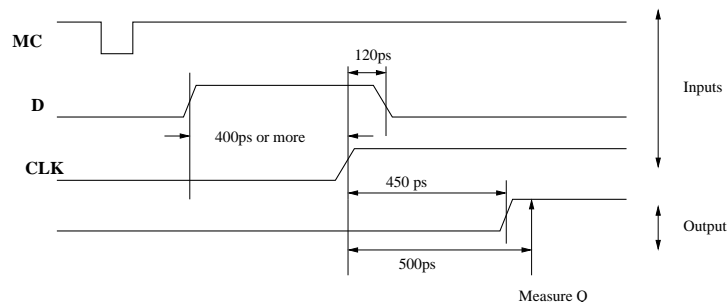 MC
120ps
Inputs
D
400ps or more
CLK
450 ps
Output
500ps
Measure Q